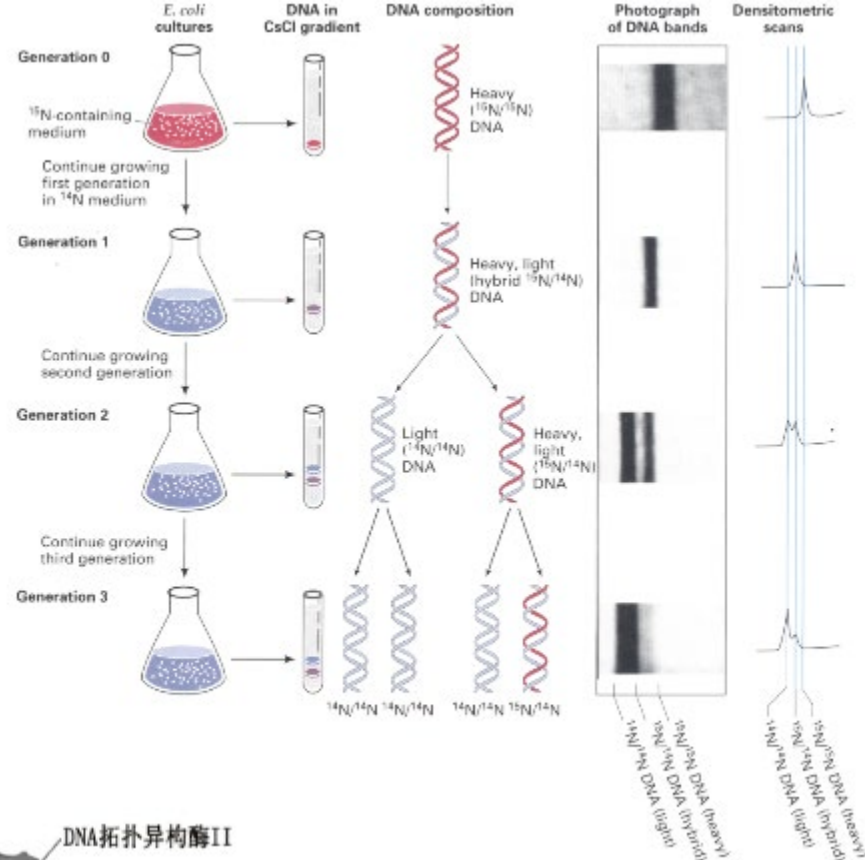 E. coli
cultures
DNA in
CsCl gradient
DNA composition
Photograph
of DNA bands
Densitometric
scans
Generation 0
¹⁵N-containing
medium
Heavy
(¹⁵N/¹⁵N)
DNA
Continue growing
first generation
in ¹⁴N medium
Generation 1
Heavy, light
(hybrid ¹⁵N/¹⁴N)
DNA
Continue growing
second generation
Generation 2
Light
(¹⁴N/¹⁴N)
DNA
Heavy,
light
(¹⁵N/¹⁴N)
DNA
Continue growing
third generation
Generation 3
¹⁴N/¹⁴N ¹⁴N/¹⁴N ¹⁴N/¹⁴N ¹⁵N/¹⁴N
¹⁴N/¹⁴N DNA (light)
¹⁵N/¹⁴N DNA (hybrid)
¹⁵N/¹⁵N DNA (heavy)
¹⁴N/¹⁴N DNA (light)
¹⁵N/¹⁴N DNA (hybrid)
¹⁵N/¹⁵N DNA (heavy)
DNA拓扑异构酶II